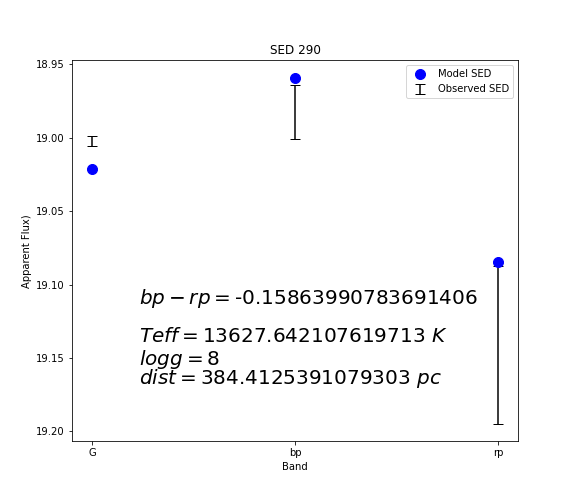 SED 290
18.95
19.00
19.05
19.10
19.15
19.20
Apparent Flux)
Model SED
Observed SED
bp − rp = -0.15863990783691406
Teff = 13627.642107619713 K
logg = 8
dist = 384.4125391079303 pc
G
bp
rp
Band